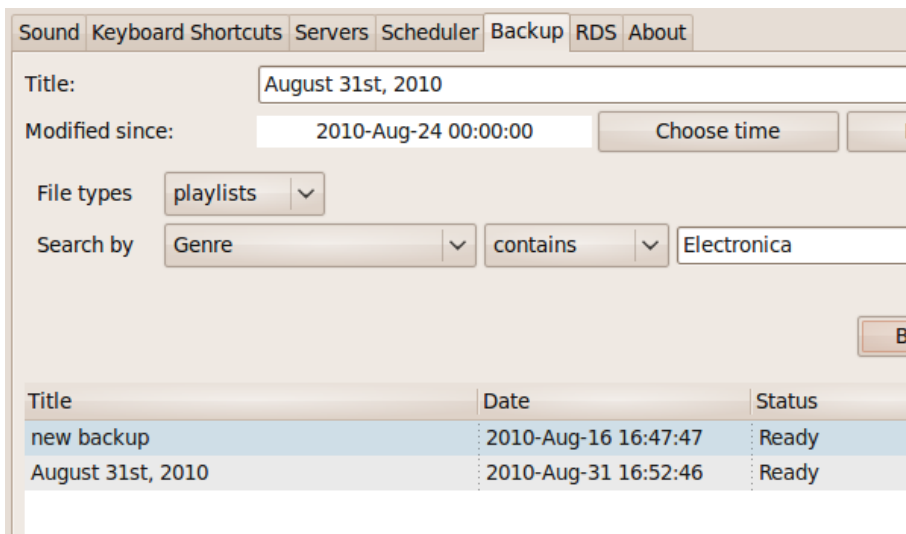 Sound Keyboard Shortcuts Servers Scheduler Backup RDS About
Title: August 31st, 2010
Modified since: 2010-Aug-24 00:00:00 Choose time
File types playlists
Search by Genre contains Electronica
B
Title Date Status
new backup 2010-Aug-16 16:47:47 Ready
August 31st, 2010 2010-Aug-31 16:52:46 Ready